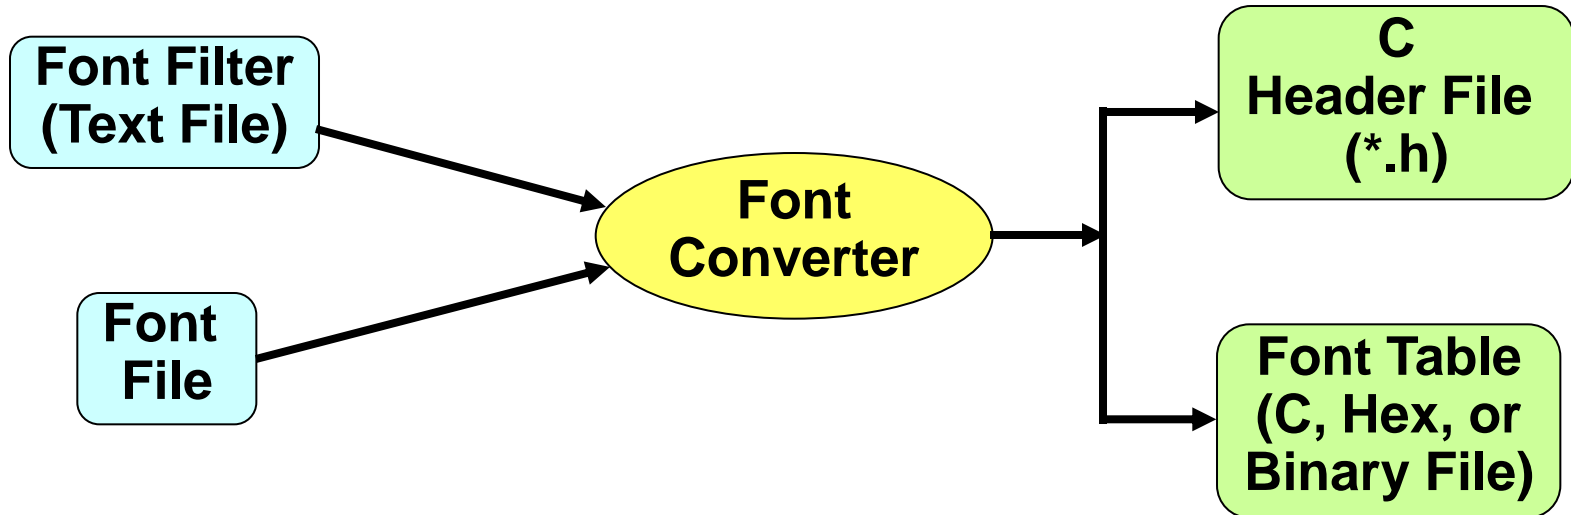 Font Filter
(Text File)
Font
File
Font
Converter
C
Header File
(*.h)
Font Table
(C, Hex, or
Binary File)